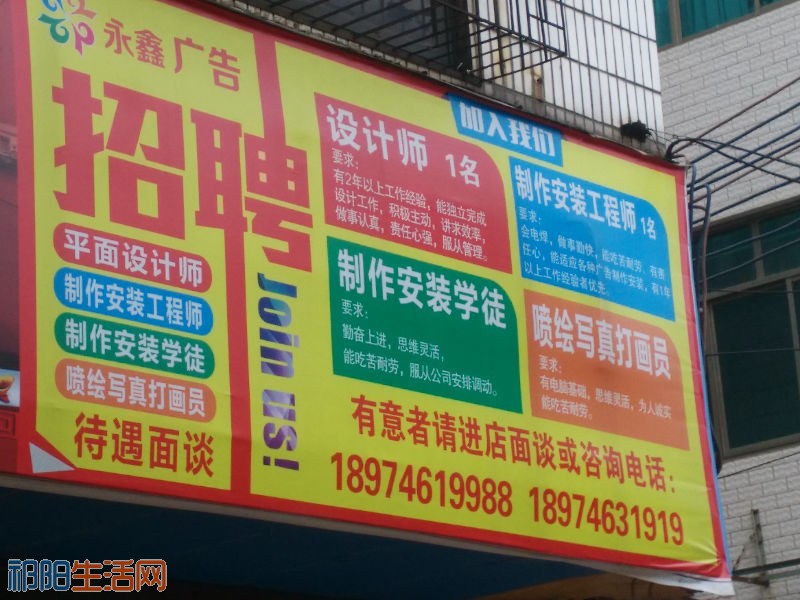 永鑫广告
招聘
平面设计师
制作安装工程师
制作安装学徒
喷绘写真打画员
待遇面谈
Join us!
加入我们
设计师 1名
要求:
有2年以上工作经验,能独立完成
设计工作,积极主动,讲求效率,
做事认真,责任心强,服从管理。
制作安装工程师 1名
要求:
会电焊,做事勤快,能吃苦耐劳、有责
任心,能适应各种广告制作安装,有1年
以上工作经验者优先。
制作安装学徒
要求:
勤奋上进,思维灵活,
能吃苦耐劳,服从公司安排调动。
喷绘写真打画员
要求:
有电脑基础,思维灵活,为人诚实
能吃苦耐劳。
有意者请进店面谈或咨询电话:
18974619988 18974631919
祁阳生活网